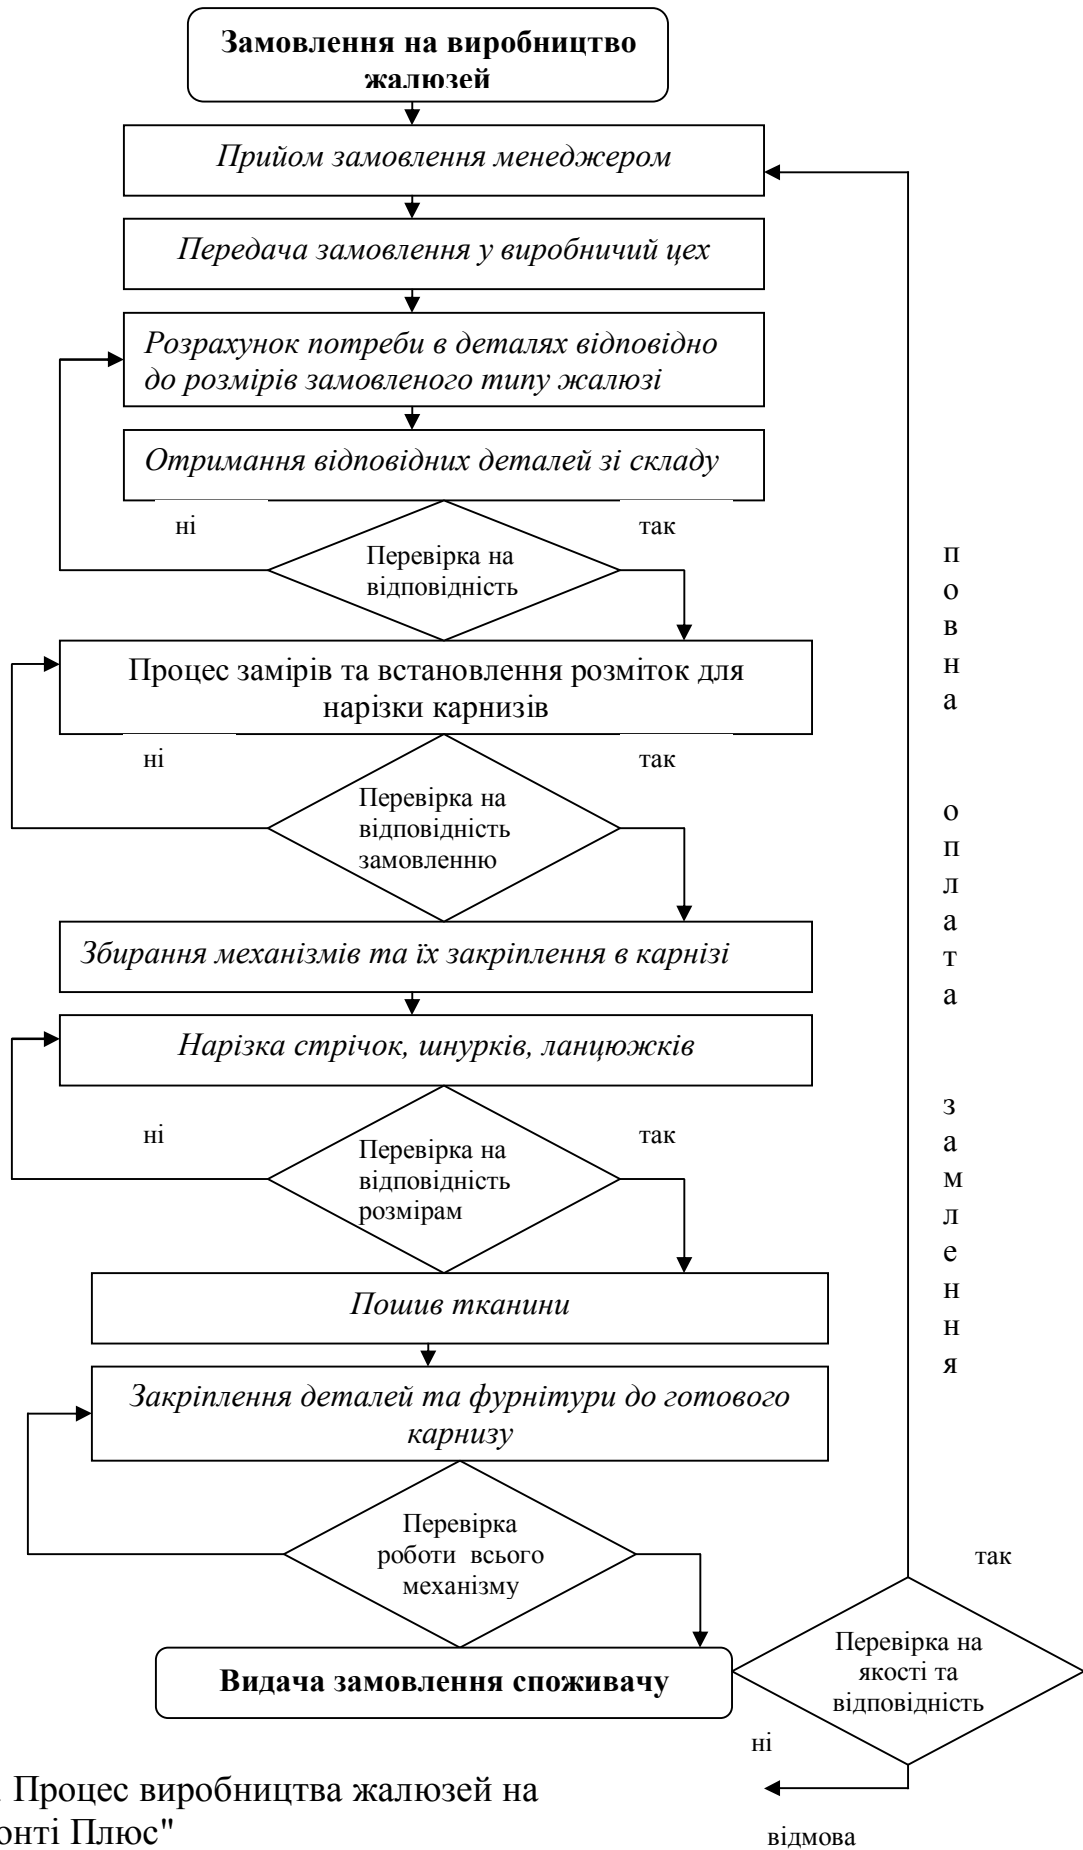 Замовлення на виробництво
жалюзей
Прийом замовлення менеджером
Передача замовлення у виробничий цех
Розрахунок потреби в деталях відповідно
до розмірів замовленого типу жалюзі
Отримання відповідних деталей зі складу
ні
так
Перевірка на
відповідність
Процес замірів та встановлення розміток для
нарізки карнизів
ні
так
Перевірка на
відповідність
замовленню
Збирання механізмів та їх закріплення в карнізі
Нарізка стрічок, шнурків, ланцюжків
ні
так
Перевірка на
відповідність
розмірам
Пошив тканини
Закріплення деталей та фурнітури до готового
карнизу
Перевірка
роботи всього
механізму
Видача замовлення споживачу
повна оплата замлення
так
Перевірка на
якості та
відповідність
ні
відмова
. Процес виробництва жалюзей на
онті Плюс"